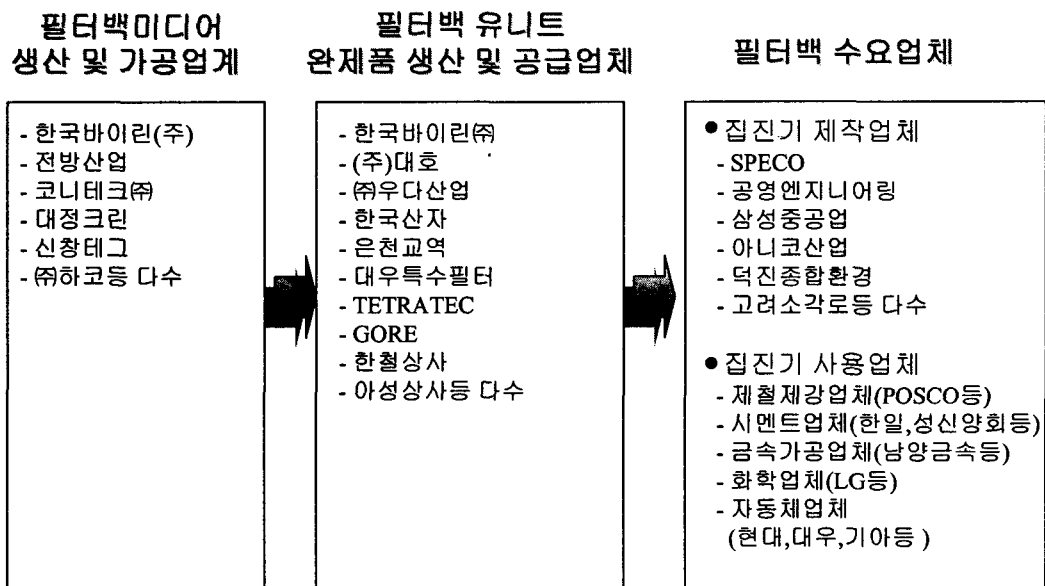 필터백미디어
생산 및 가공업계
- 한국바이린(주)
- 전방산업
- 코니테크㈜
- 대정크린
- 신창테그
- ㈜하코등 다수
필터백 유니트
완제품 생산 및 공급업체
- 한국바이린㈜
- (주)대호
- ㈜우다산업
- 한국산자
- 은천교역
- 대우특수필터
- TETRATEC
- GORE
- 한철상사
- 아성상사등 다수
필터백 수요업체
● 집진기 제작업체
- SPECO
- 공영엔지니어링
- 삼성중공업
- 아니코산업
- 덕진종합환경
- 고려소각로등 다수
● 집진기 사용업체
- 제철제강업체(POSCO등)
- 시멘트업체(한일,성신양회등)
- 금속가공업체(남양금속등)
- 화학업체(LG등)
- 자동체업체
(현대,대우,기아등 )